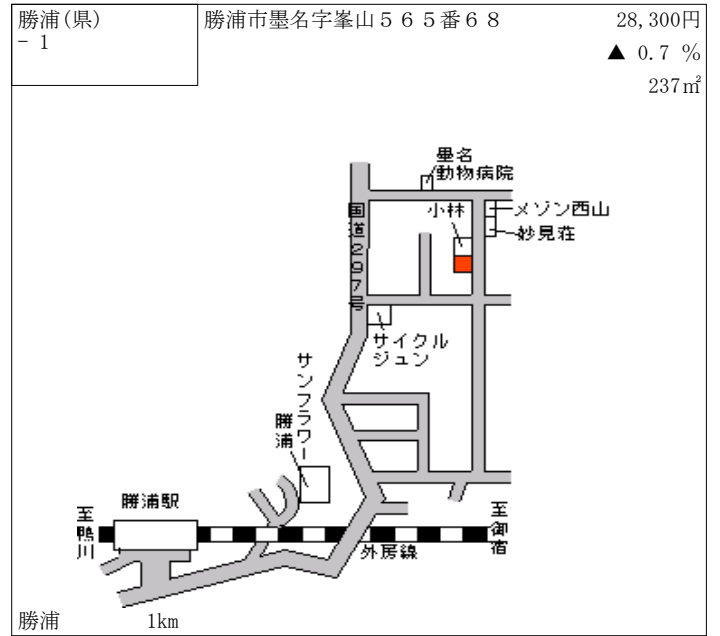 勝浦(県)
- 1
勝浦市墨名字峯山５６５番６８
28,300円
▲ 0.7 %
237㎡
墨名
動物病院
国道297号
小林
メゾン西山
妙見荘
サイクル
ジュン
サンフラワー
勝浦
勝浦駅
至鴨川
至御宿
外房線
勝浦 1km